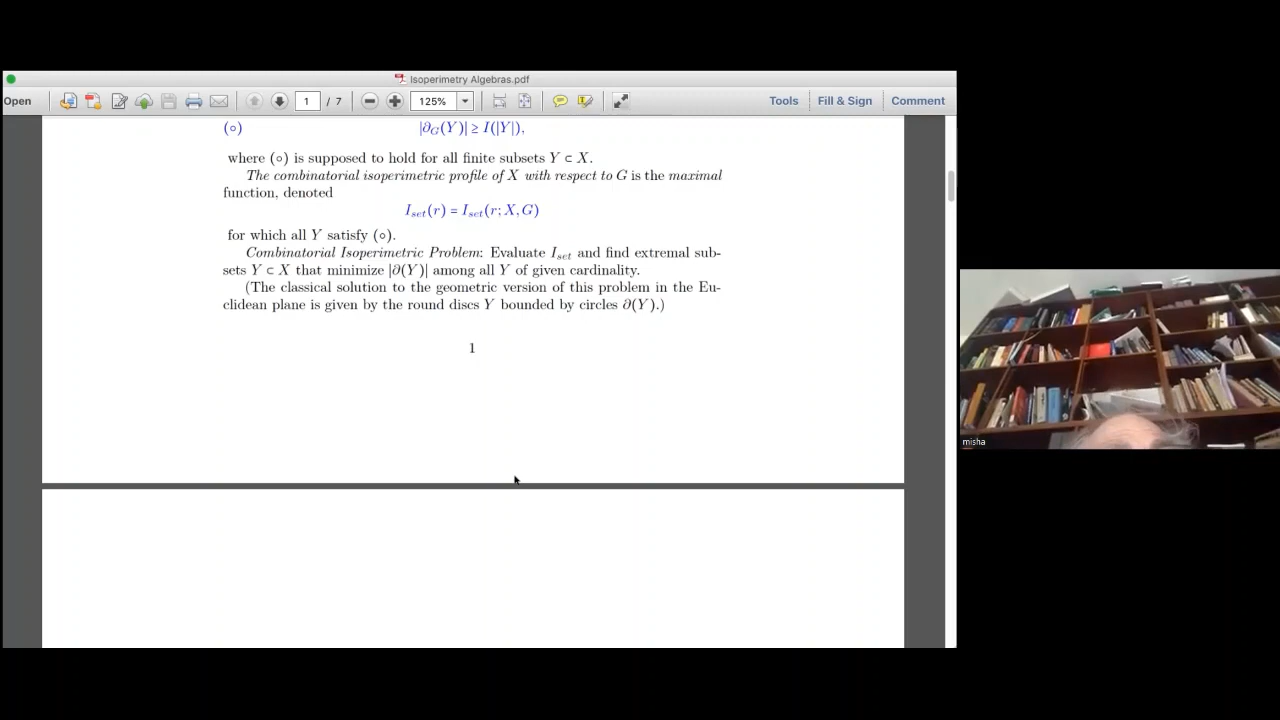 Isoperimetry Algebras.pdf
Open
1 / 7
125%
Tools
Fill & Sign
Comment
(∘) |∂G(Y)| ≥ I(|Y|),
where (∘) is supposed to hold for all finite subsets Y ⊂ X.
The combinatorial isoperimetric profile of X with respect to G is the maximal
function, denoted
Iset(r) = Iset(r; X, G)
for which all Y satisfy (∘).
Combinatorial Isoperimetric Problem: Evaluate Iset and find extremal sub-
sets Y ⊂ X that minimize |∂(Y)| among all Y of given cardinality.
(The classical solution to the geometric version of this problem in the Eu-
clidean plane is given by the round discs Y bounded by circles ∂(Y).)
1
misha